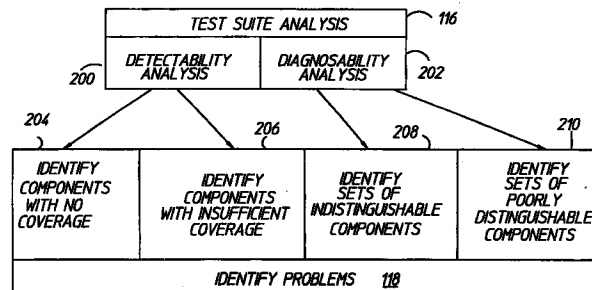 TEST SUITE ANALYSIS
116
DETECTABILITY
ANALYSIS
DIAGNOSABILITY
ANALYSIS
200
202
204
206
208
210
IDENTIFY
COMPONENTS
WITH NO
COVERAGE
IDENTIFY
COMPONENTS
WITH INSUFFICIENT
COVERAGE
IDENTIFY
SETS OF
INDISTINGUISHABLE
COMPONENTS
IDENTIFY
SETS OF
POORLY
DISTINGUISHABLE
COMPONENTS
IDENTIFY PROBLEMS 118